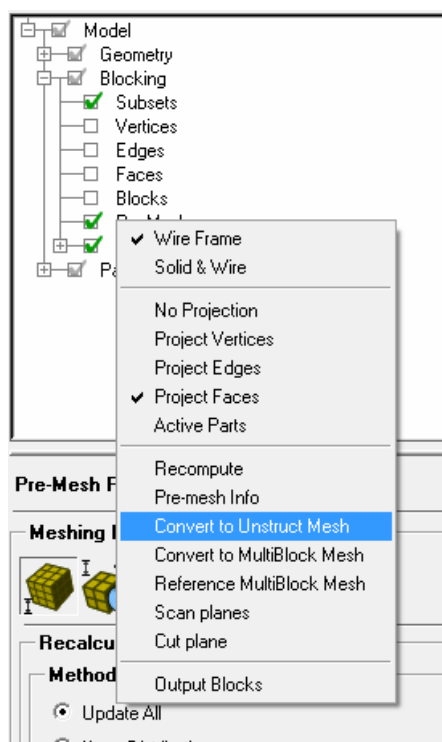 Model
Geometry
Blocking
Subsets
Vertices
Edges
Faces
Blocks
Wire Frame
Solid & Wire
No Projection
Project Vertices
Project Edges
Project Faces
Active Parts
Recompute
Pre-mesh Info
Convert to Unstruct Mesh
Convert to MultiBlock Mesh
Reference MultiBlock Mesh
Scan planes
Cut plane
Output Blocks
Pre-Mesh
Meshing
Recalcu
Method
Update All